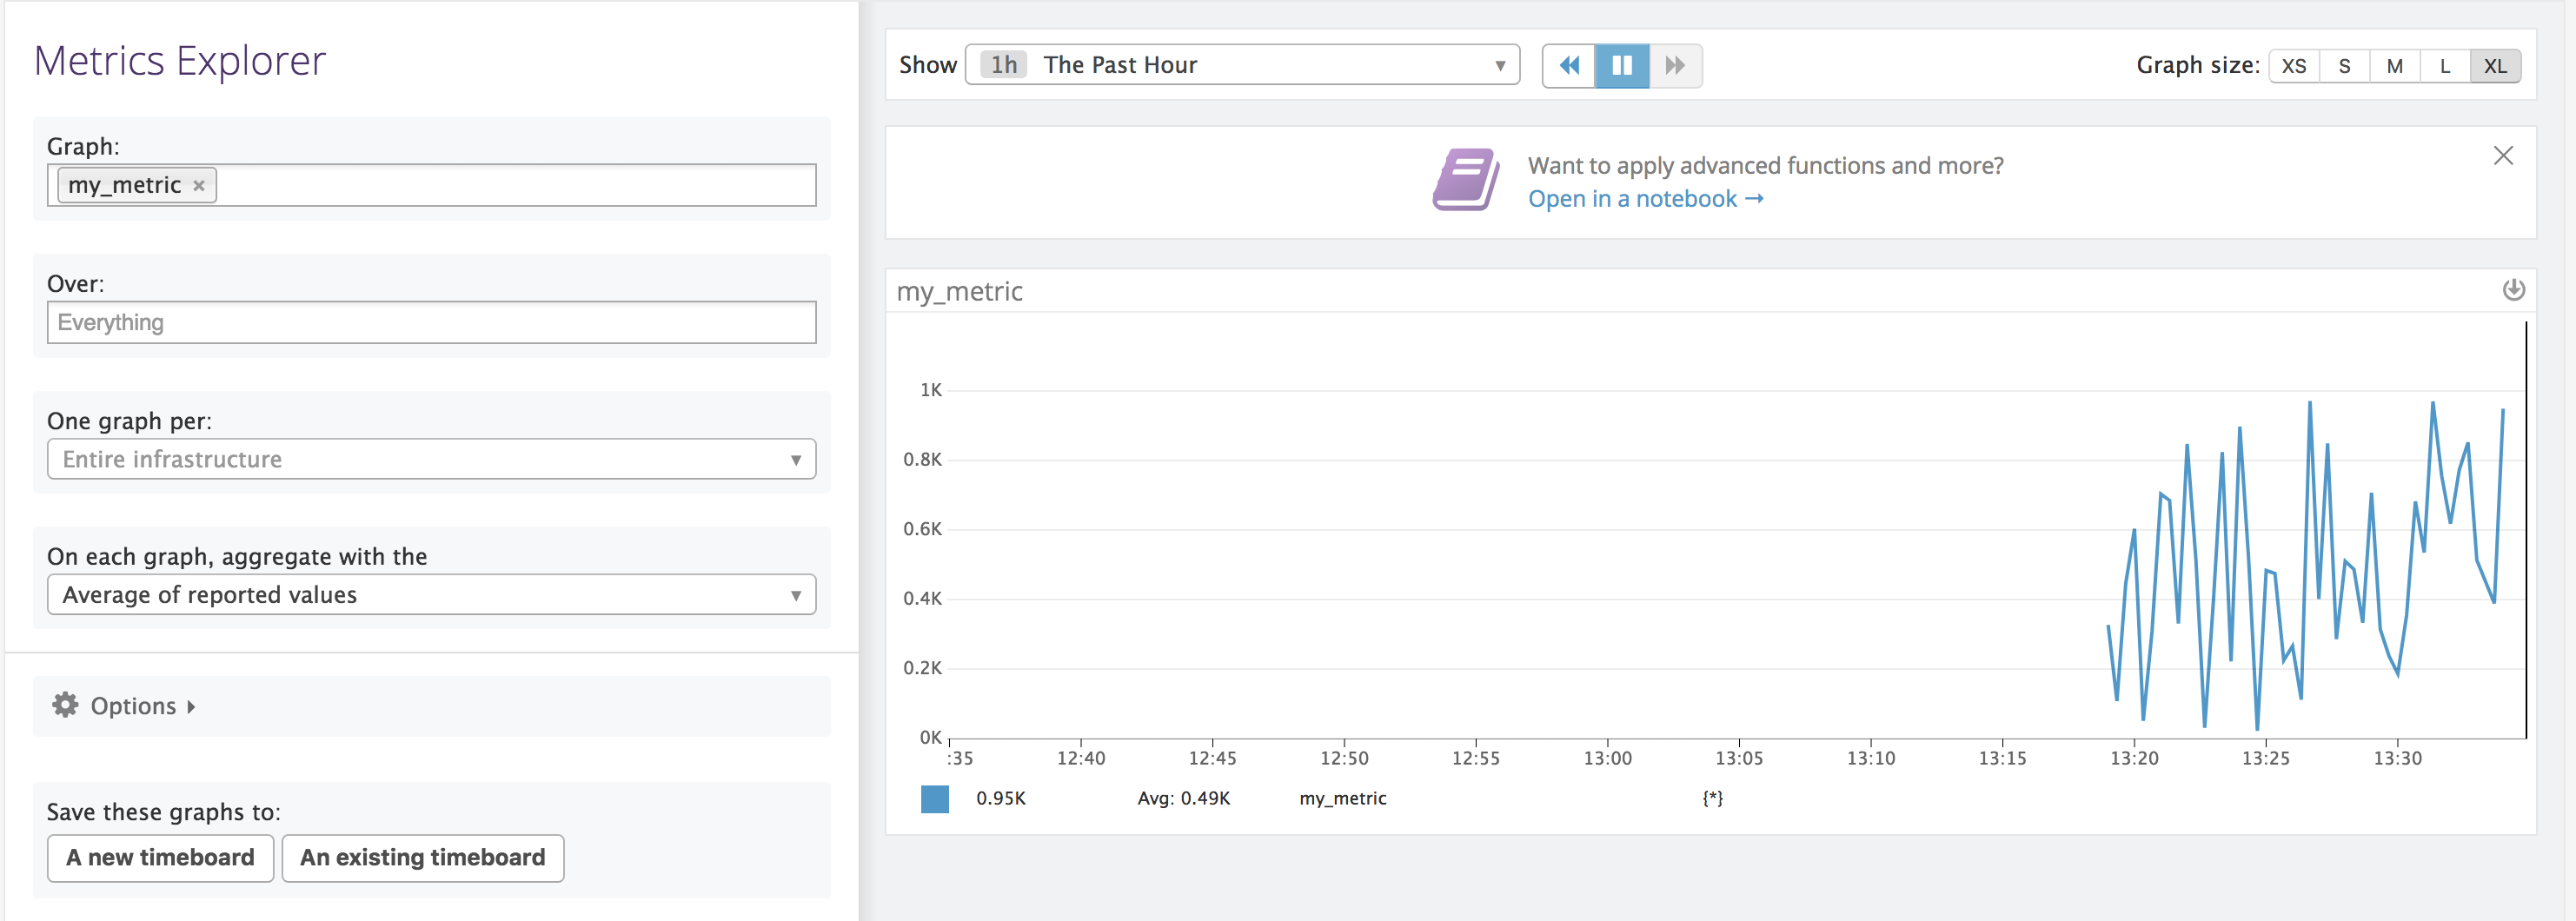 Metrics Explorer
Graph:
my_metric ×
Over:
Everything
One graph per:
Entire infrastructure
On each graph, aggregate with the
Average of reported values
Options
Save these graphs to:
A new timeboard
An existing timeboard
Show 1h The Past Hour
Graph size: XS S M L XL
Want to apply advanced functions and more?
Open in a notebook →
my_metric
1K
0.8K
0.6K
0.4K
0.2K
0K
:35 12:40 12:45 12:50 12:55 13:00 13:05 13:10 13:15 13:20 13:25 13:30
0.95K Avg: 0.49K my_metric {*}